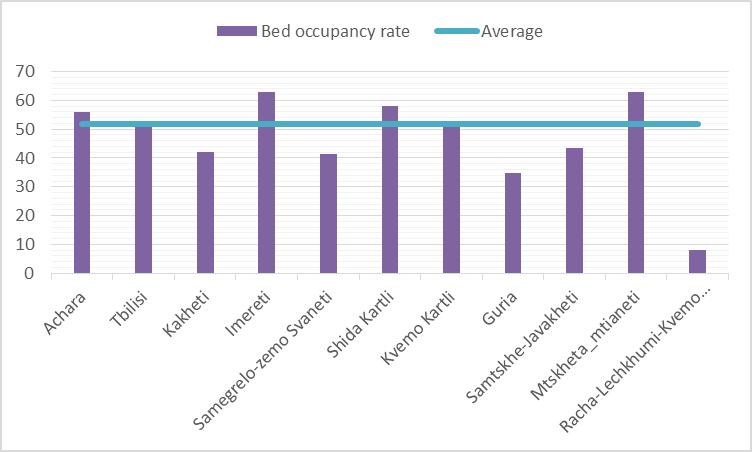 Bed occupancy rate
Average
70
60
50
40
30
20
10
0
Achara
Tbilisi
Kakheti
Imereti
Samegrelo-zemo Svaneti
Shida Kartli
Kvemo Kartli
Guria
Samtskhe-Javakheti
Mtskheta_mtianeti
Racha-Lechkhumi-Kvemo...